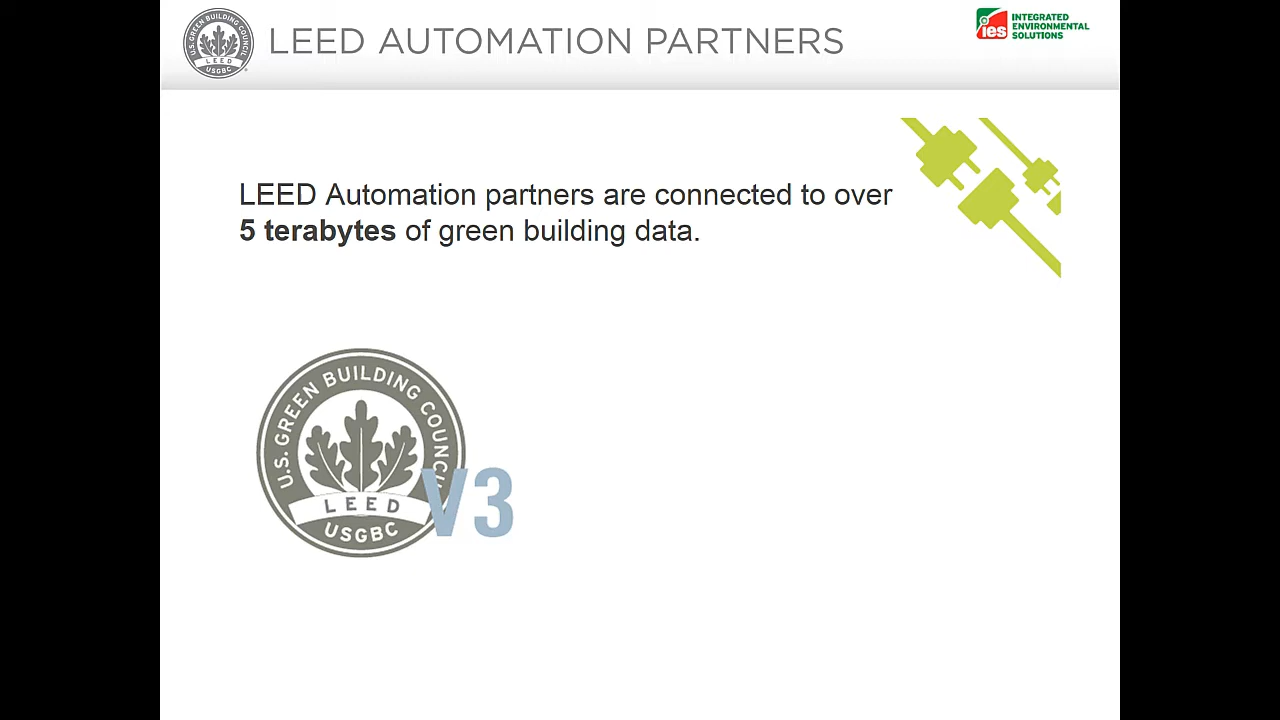 U.S. GREEN BUILDING COUNCIL
LEED
USGBC
LEED AUTOMATION PARTNERS
ies
INTEGRATED
ENVIRONMENTAL
SOLUTIONS
LEED Automation partners are connected to over
5 terabytes of green building data.
U.S. GREEN BUILDING COUNCIL
LEED
USGBC
V3